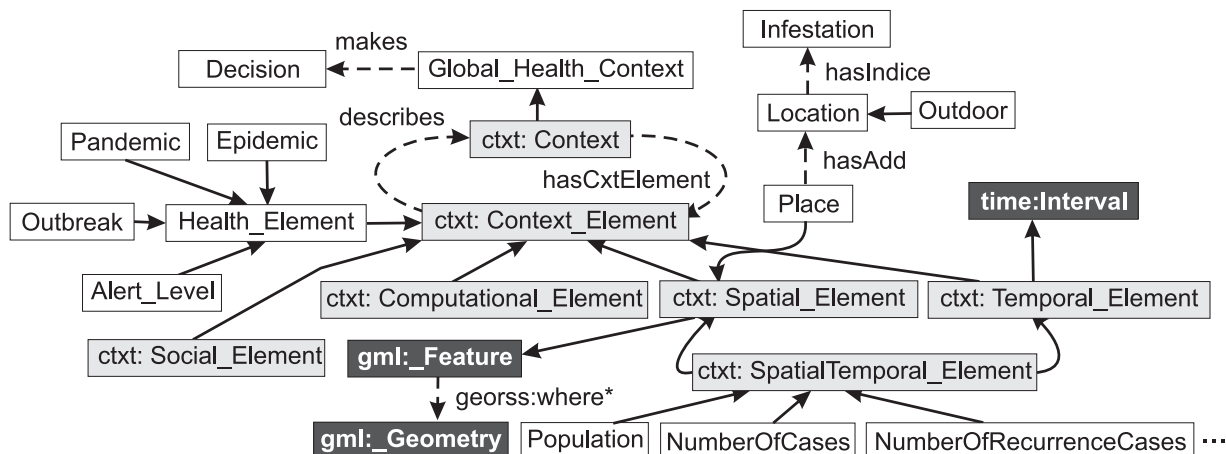 Infestation
makes
Decision
Global_Health_Context
hasIndice
describes
Location
Outdoor
Pandemic
Epidemic
ctxt: Context
hasAdd
hasCxtElement
Place
time:Interval
Outbreak
Health_Element
ctxt: Context_Element
Alert_Level
ctxt: Computational_Element
ctxt: Spatial_Element
ctxt: Temporal_Element
ctxt: Social_Element
gml:_Feature
ctxt: SpatialTemporal_Element
georss:where*
gml:_Geometry
Population
NumberOfCases
NumberOfRecurrenceCases
...